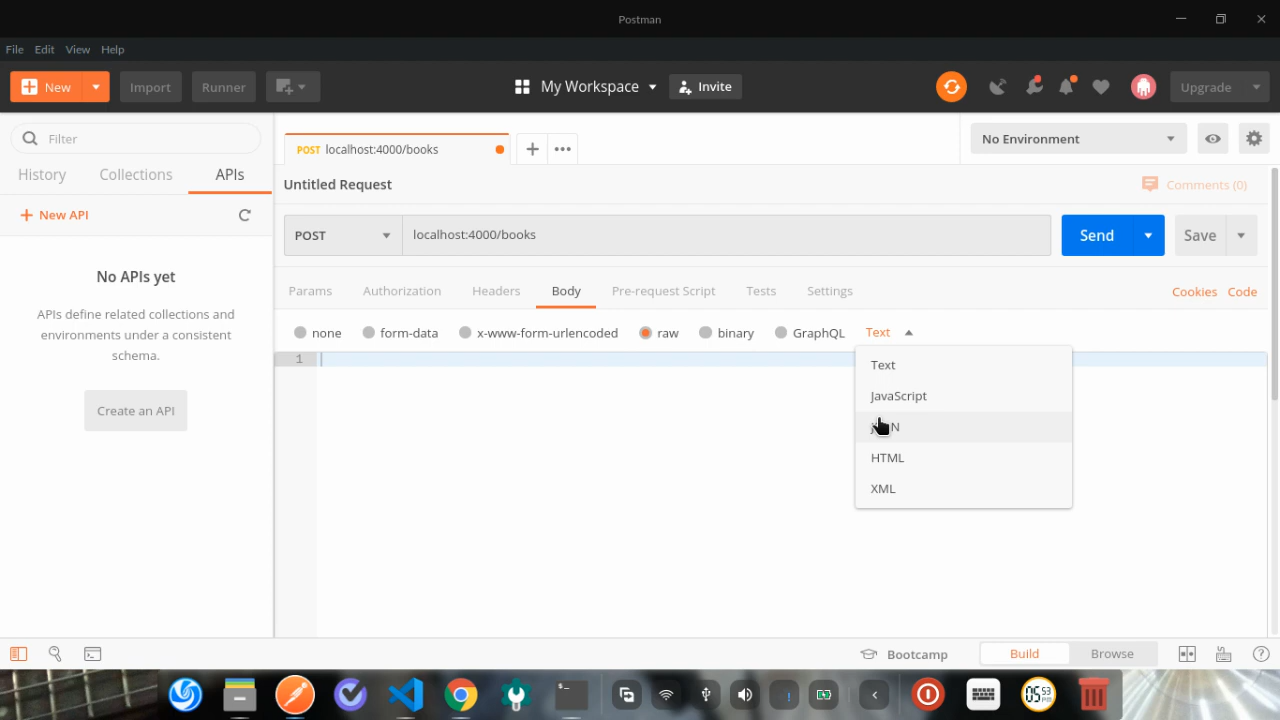 Postman
File Edit View Help
New Import Runner My Workspace Invite Upgrade
Filter
History Collections APIs
New API
No APIs yet
APIs define related collections and
environments under a consistent
schema.
Create an API
POST localhost:4000/books
No Environment
Untitled Request
Comments (0)
POST localhost:4000/books Send Save
Params Authorization Headers Body Pre-request Script Tests Settings Cookies Code
none form-data x-www-form-urlencoded raw binary GraphQL Text
1
Text
JavaScript
HTML
XML
Bootcamp Build Browse
05 53